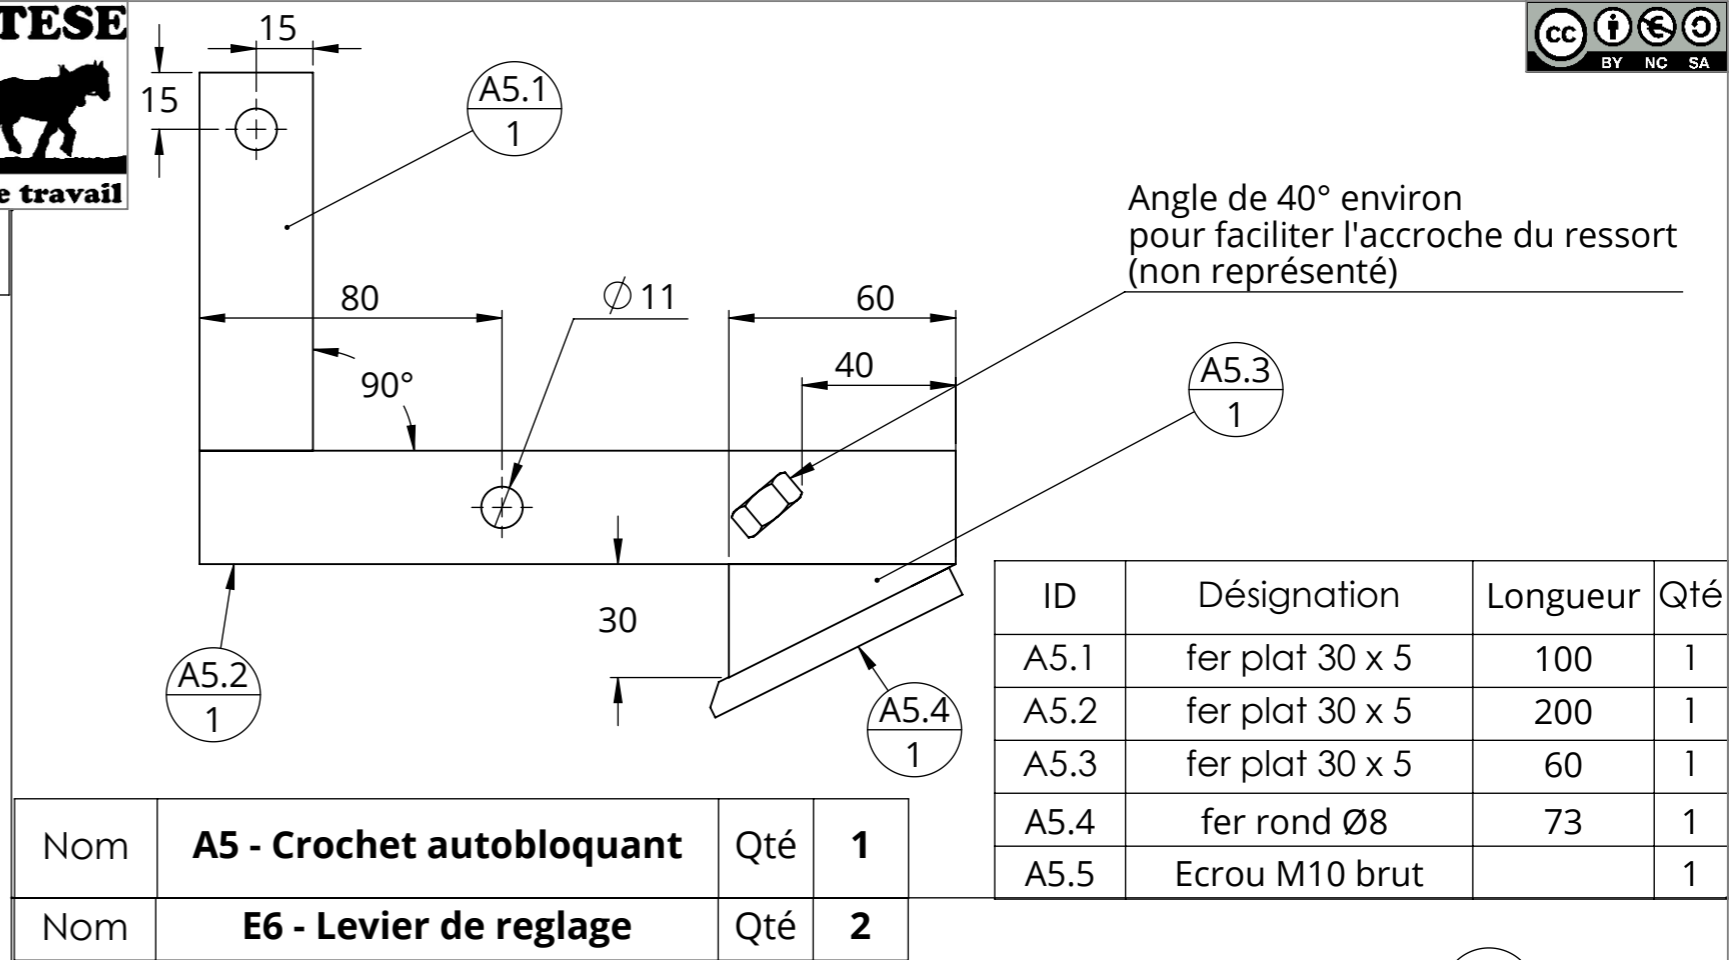 TESE
e travail
CC BY NC SA
15
15
A5.1
1
Angle de 40° environ
pour faciliter l'accroche du ressort
(non représenté)
80
∅ 11
60
40
90°
A5.3
1
30
A5.2
1
A5.4
1
ID Désignation Longueur Qté
A5.1 fer plat 30 x 5 100 1
A5.2 fer plat 30 x 5 200 1
A5.3 fer plat 30 x 5 60 1
A5.4 fer rond Ø8 73 1
A5.5 Ecrou M10 brut 1
Nom A5 - Crochet autobloquant Qté 1
Nom E6 - Levier de reglage Qté 2